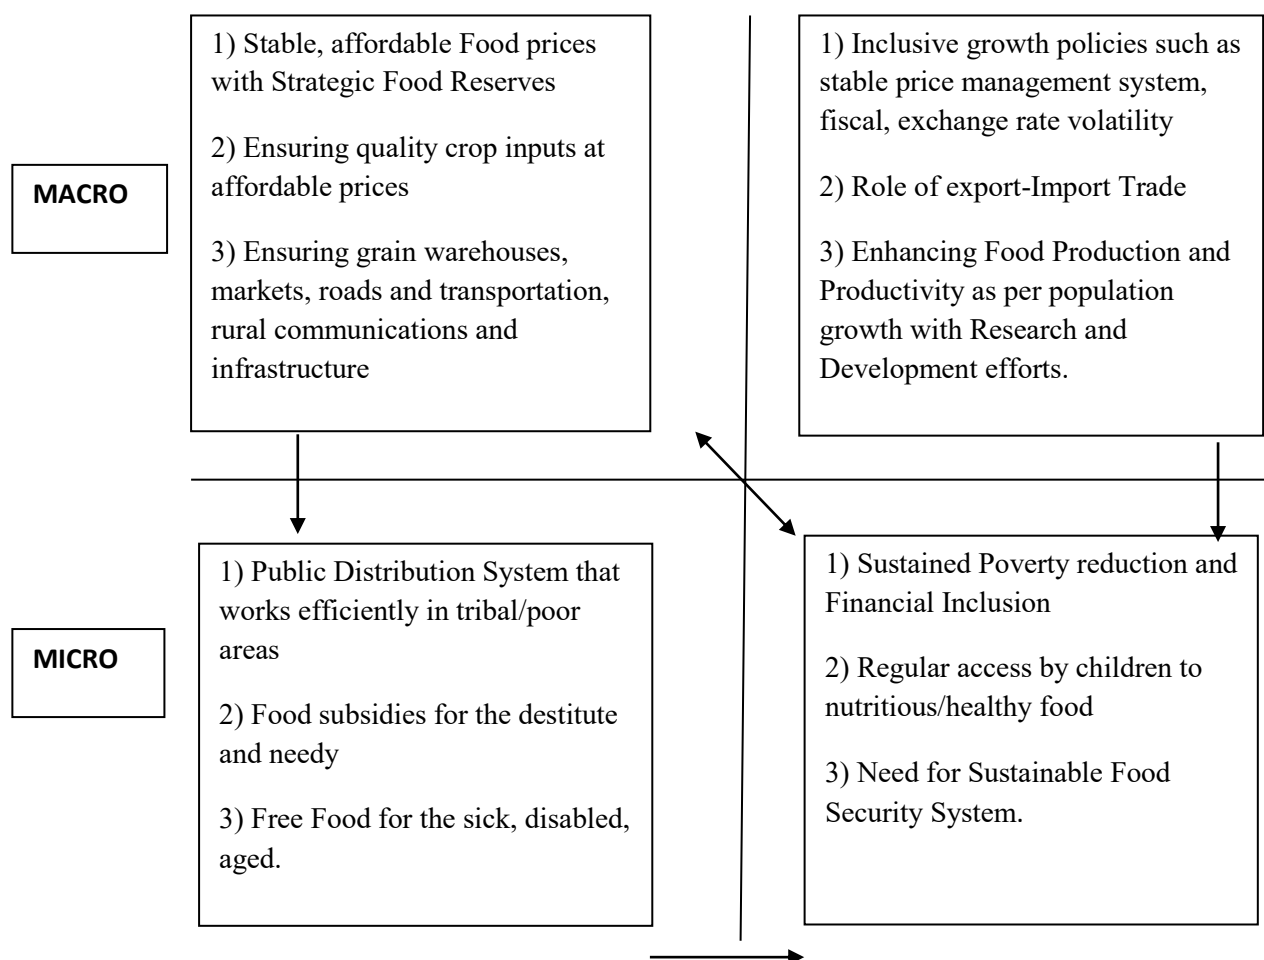 MACRO
1) Stable, affordable Food prices
with Strategic Food Reserves
2) Ensuring quality crop inputs at
affordable prices
3) Ensuring grain warehouses,
markets, roads and transportation,
rural communications and
infrastructure
1) Inclusive growth policies such as
stable price management system,
fiscal, exchange rate volatility
2) Role of export-Import Trade
3) Enhancing Food Production and
Productivity as per population
growth with Research and
Development efforts.
MICRO
1) Public Distribution System that
works efficiently in tribal/poor
areas
2) Food subsidies for the destitute
and needy
3) Free Food for the sick, disabled,
aged.
1) Sustained Poverty reduction and
Financial Inclusion
2) Regular access by children to
nutritious/healthy food
3) Need for Sustainable Food
Security System.